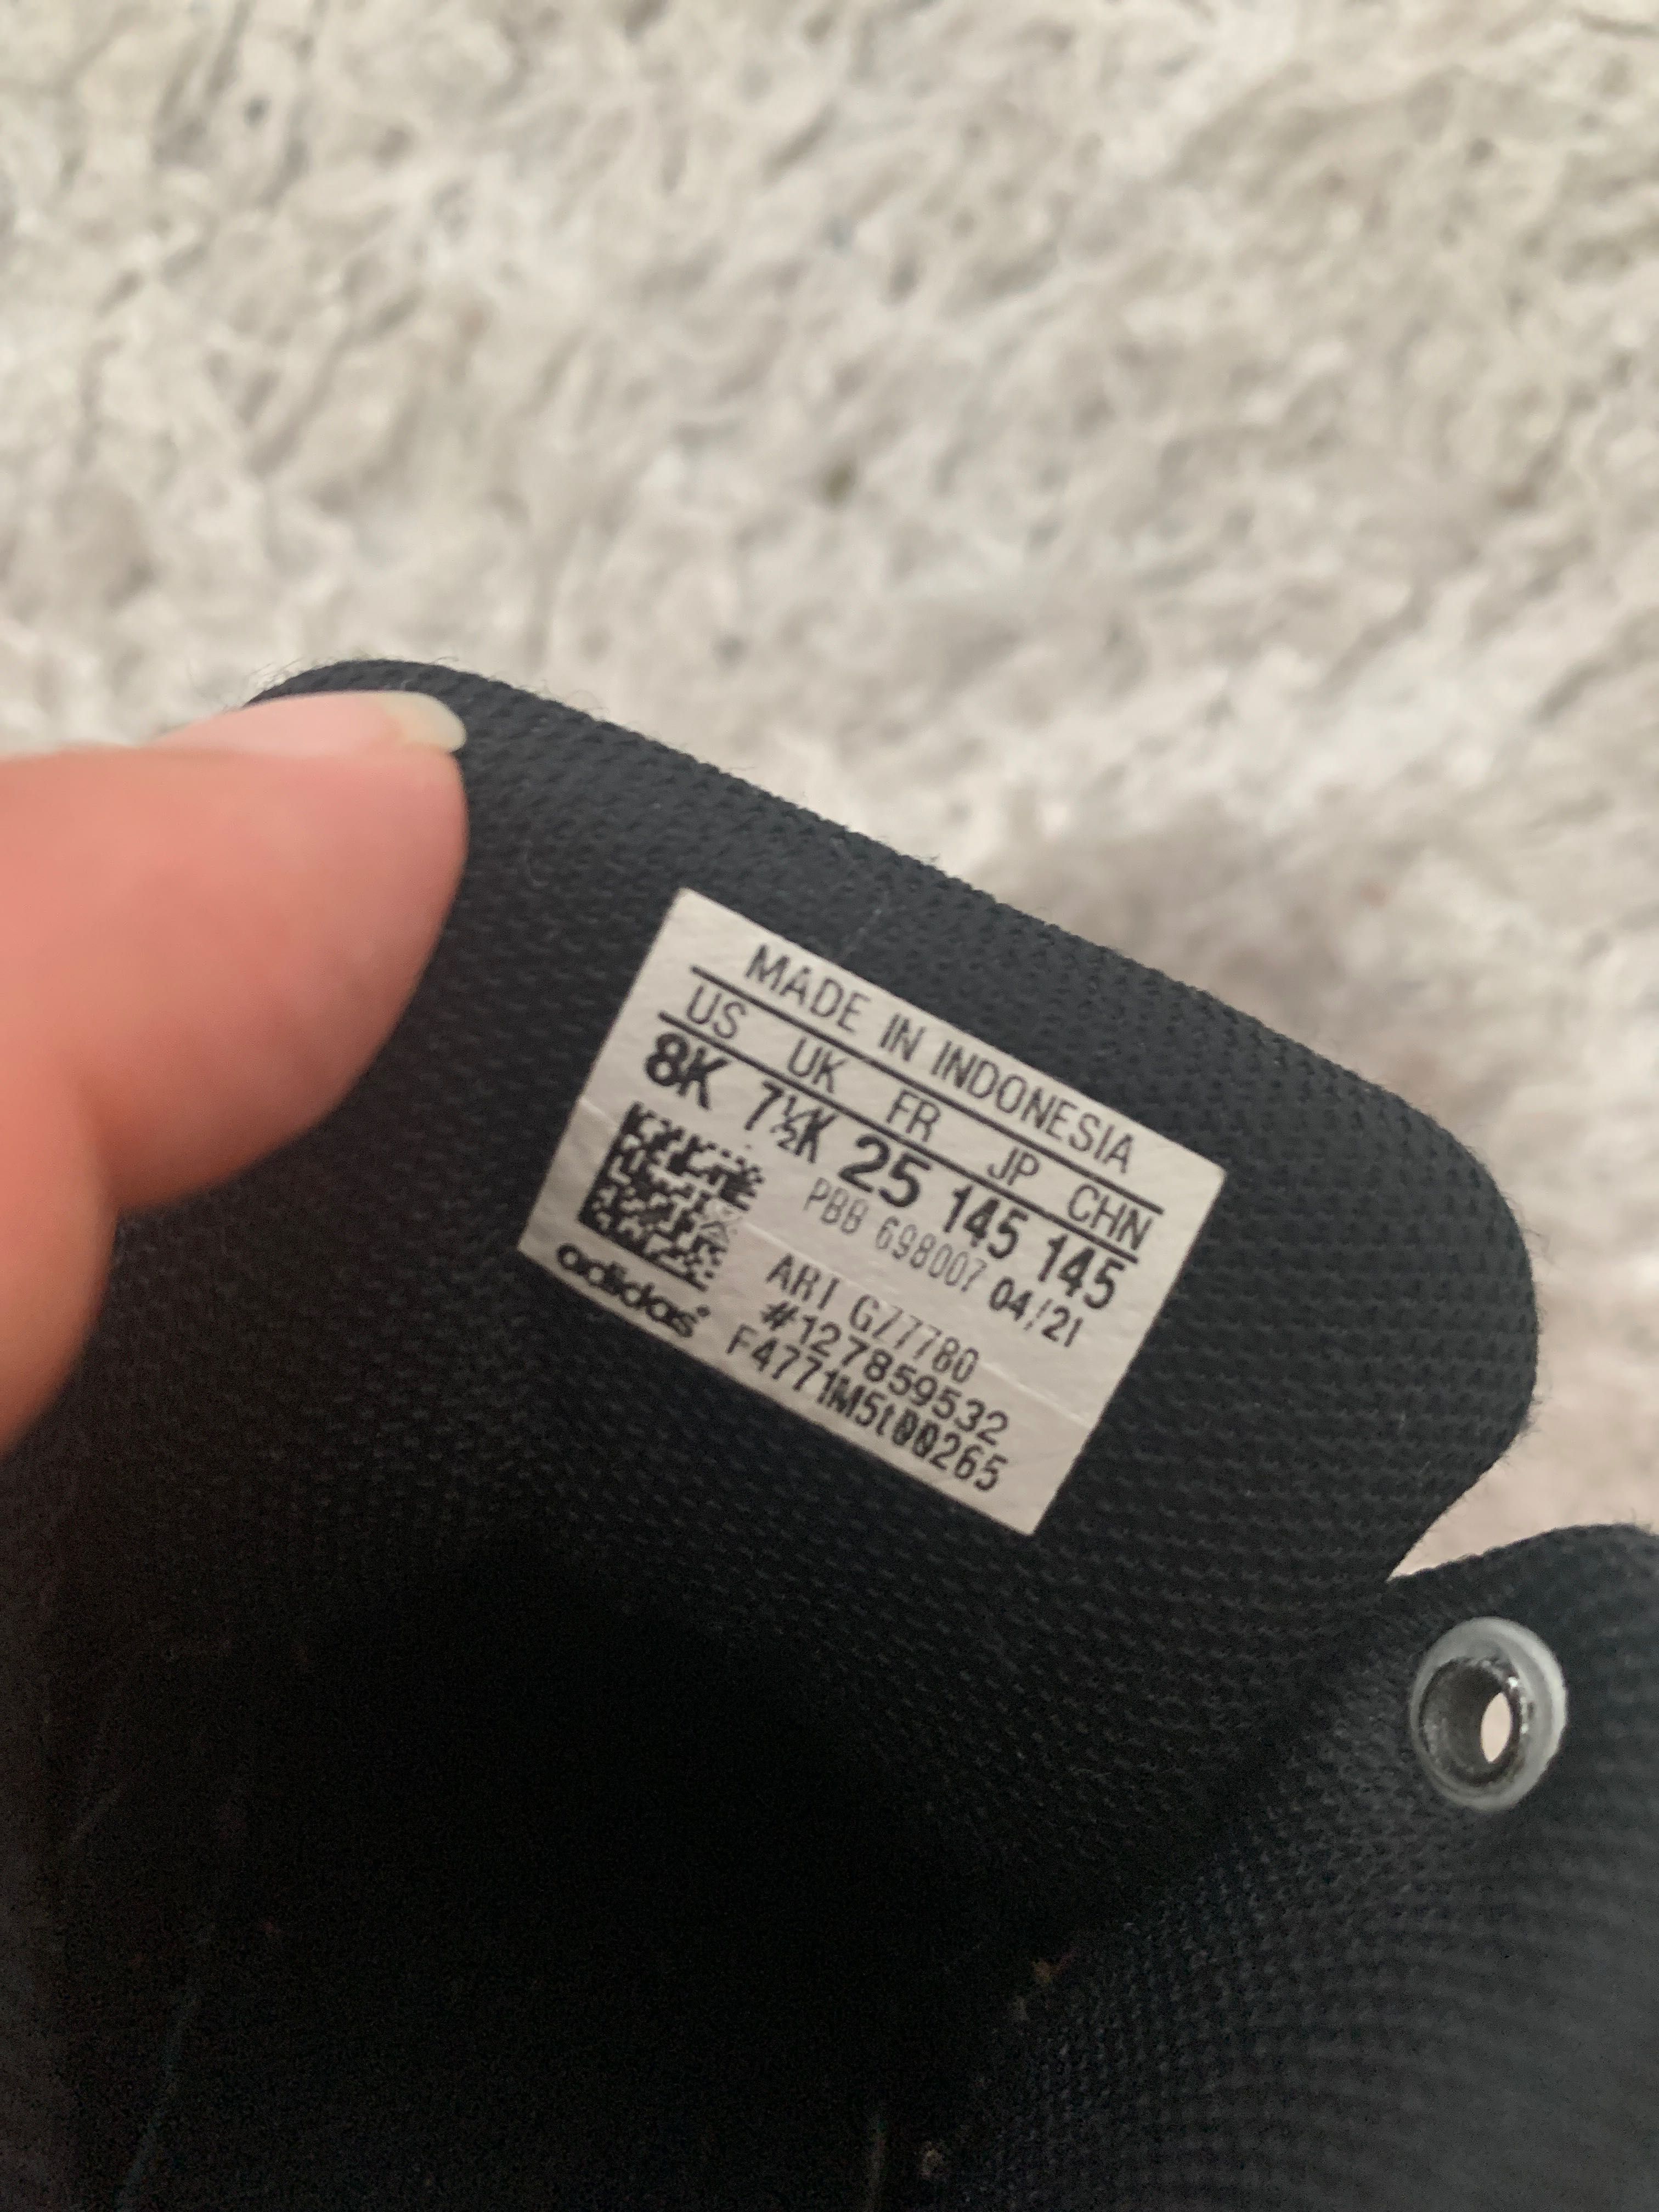 MADE IN INDONESIA
US UK FR JP CHN
8K 7½K 25 145 145
PBB 698007 04/21
ART G77780
#127859532
adidas®